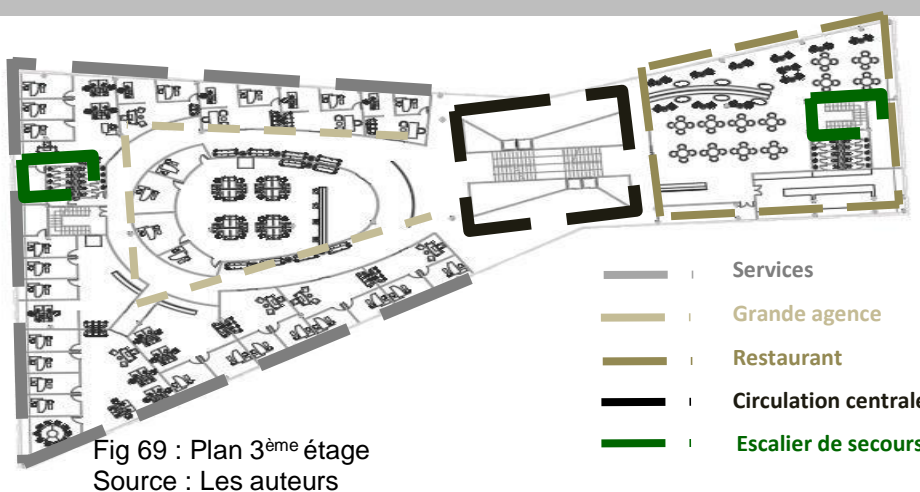 Services
Grande agence
Restaurant
Circulation centrale
Escalier de secours
Fig 69 : Plan 3ème étage
Source : Les auteurs